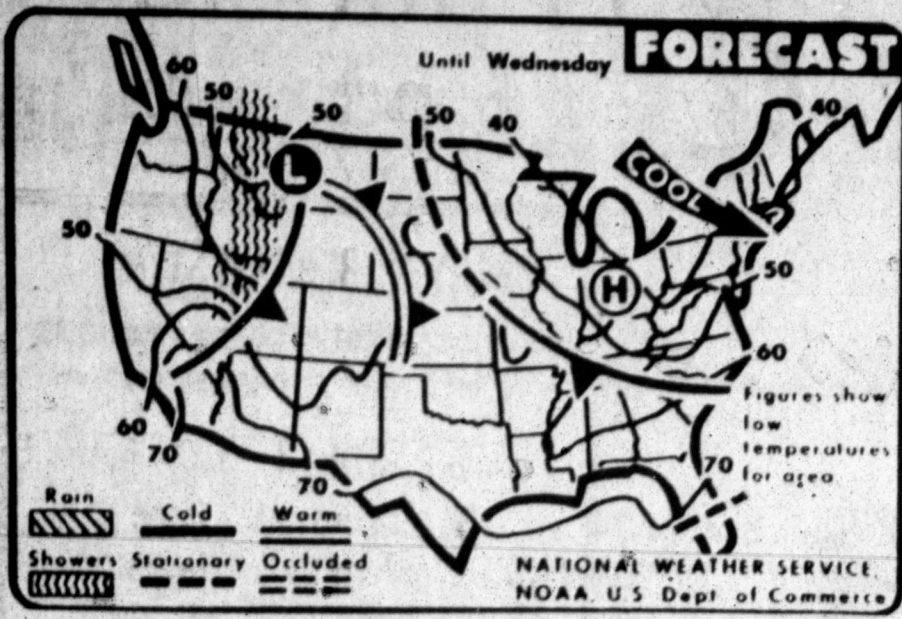 FORECAST
Until Wednesday
60
50
50
50
40
40
L
COOL
50
H
50
60
Figures show
low
temperatures
for area
60
70
70
70
Rain
Cold
Warm
Showers
Stationary
Occluded
NATIONAL WEATHER SERVICE,
NOAA, U S Dept of Commerce